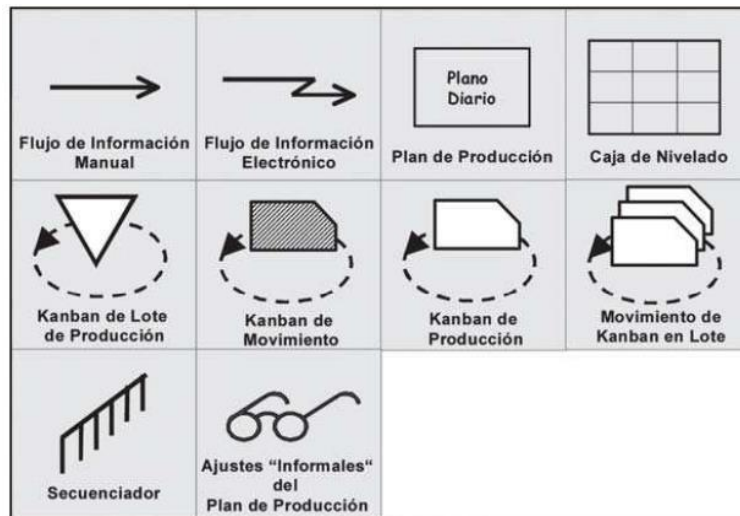 Flujo de Información
Manual
Flujo de Información
Electrónico
Plano
Diario
Plan de Producción
Caja de Nivelado
Kanban de Lote
de Producción
Kanban de
Movimiento
Kanban de
Producción
Movimiento de
Kanban en Lote
Secuenciador
Ajustes “Informales“
del
Plan de Producción